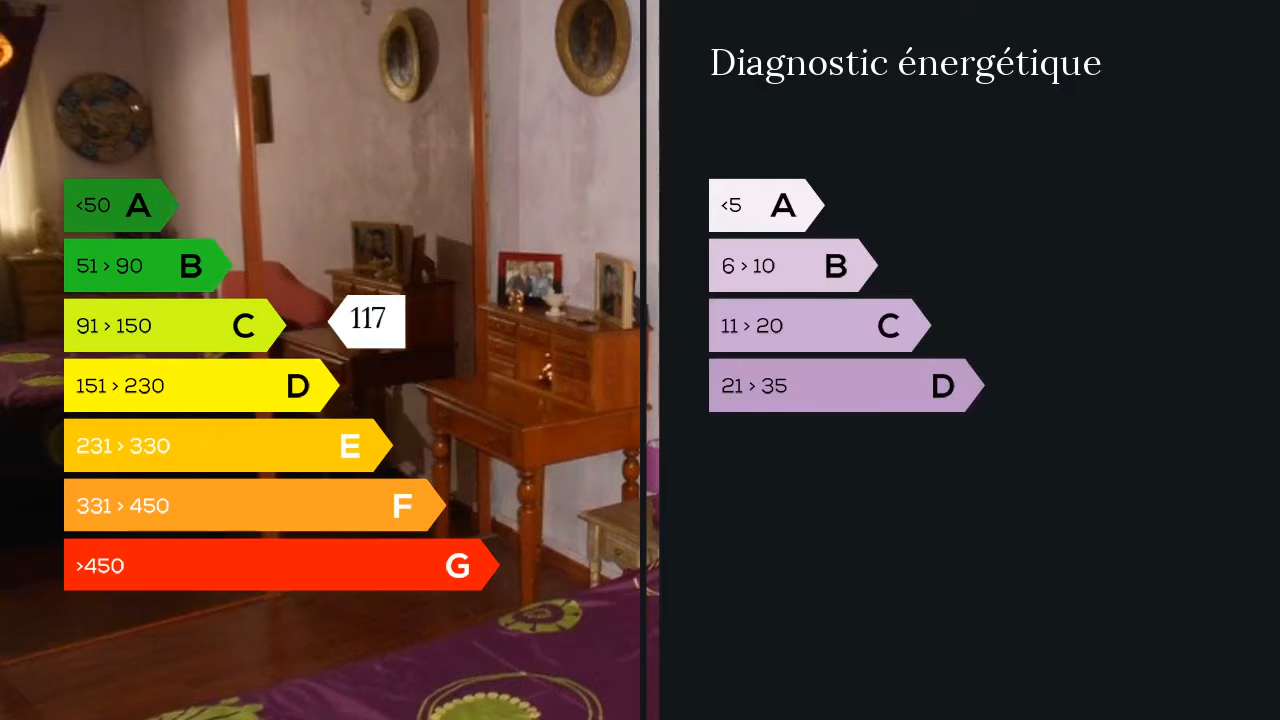 Diagnostic énergétique
<50 A
51 > 90 B
91 > 150 C
117
151 > 230 D
231 > 330 E
331 > 450 F
>450 G
<5 A
6 > 10 B
11 > 20 C
21 > 35 D